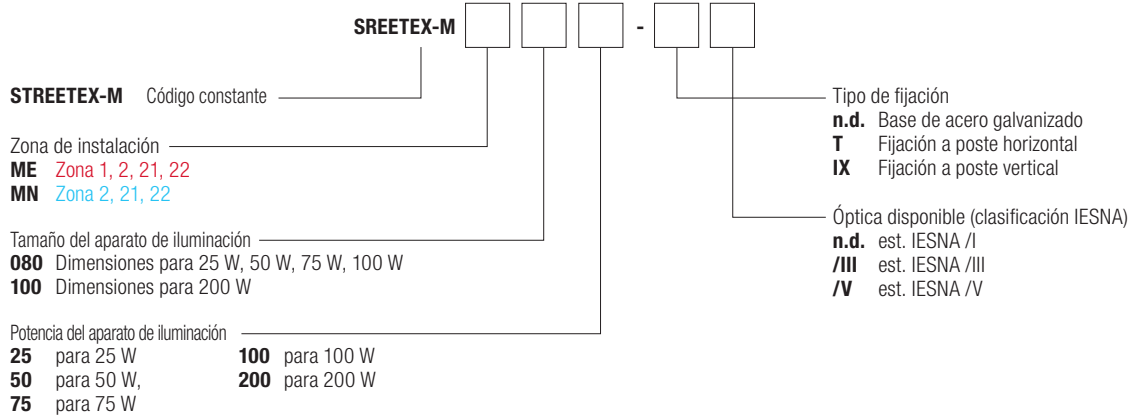 SREETEX-M -
STREETEX-M Código constante
Zona de instalación
ME Zona 1, 2, 21, 22
MN Zona 2, 21, 22
Tamaño del aparato de iluminación
080 Dimensiones para 25 W, 50 W, 75 W, 100 W
100 Dimensiones para 200 W
Potencia del aparato de iluminación
25 para 25 W 100 para 100 W
50 para 50 W, 200 para 200 W
75 para 75 W
Tipo de fijación
n.d. Base de acero galvanizado
T Fijación a poste horizontal
IX Fijación a poste vertical
Óptica disponible (clasificación IESNA)
n.d. est. IESNA /I
/III est. IESNA /III
/V est. IESNA /V